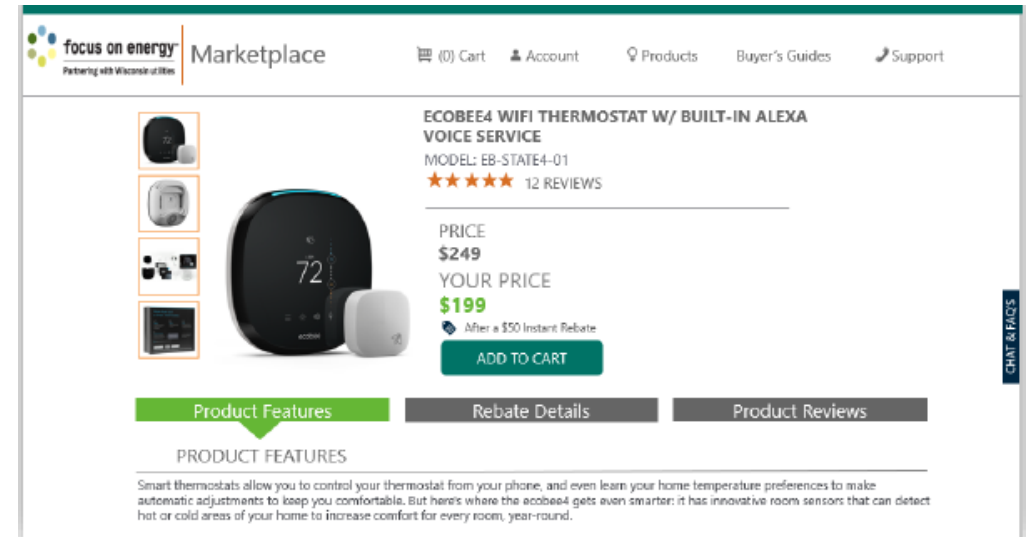 focus on energy
Partnering with Wisconsin utilities
Marketplace
(0) Cart
Account
Products
Buyer's Guides
Support
ECOBEE4 WIFI THERMOSTAT W/ BUILT-IN ALEXA
VOICE SERVICE
MODEL: EB-STATE4-01
12 REVIEWS
PRICE
$249
YOUR PRICE
$199
After a $50 Instant Rebate
ADD TO CART
72
ecobee
CHAT & FAQ'S
Product Features
Rebate Details
Product Reviews
PRODUCT FEATURES
Smart thermostats allow you to control your thermostat from your phone, and even learn your home temperature preferences to make
automatic adjustments to keep you comfortable. But here's where the ecobee4 gets even smarter: it has innovative room sensors that can detect
hot or cold areas of your home to increase comfort for every room, year-round.